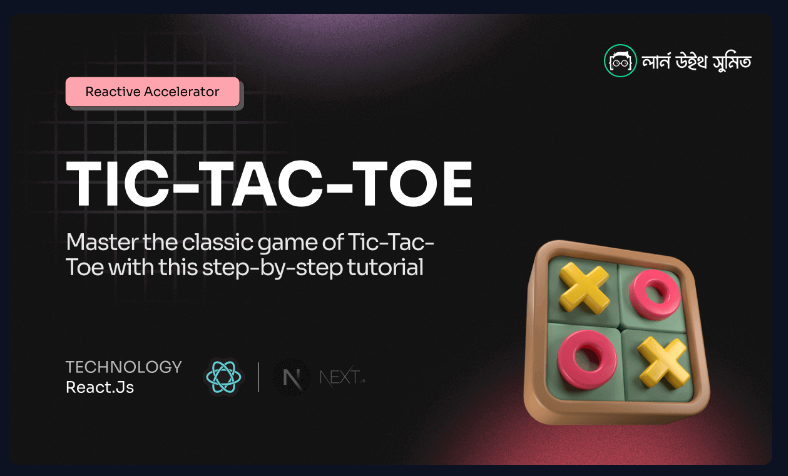 লার্ন উইথ সুমিত
Reactive Accelerator
TIC-TAC-TOE
Master the classic game of Tic-Tac-
Toe with this step-by-step tutorial
TECHNOLOGY
React.Js
NEXT.JS